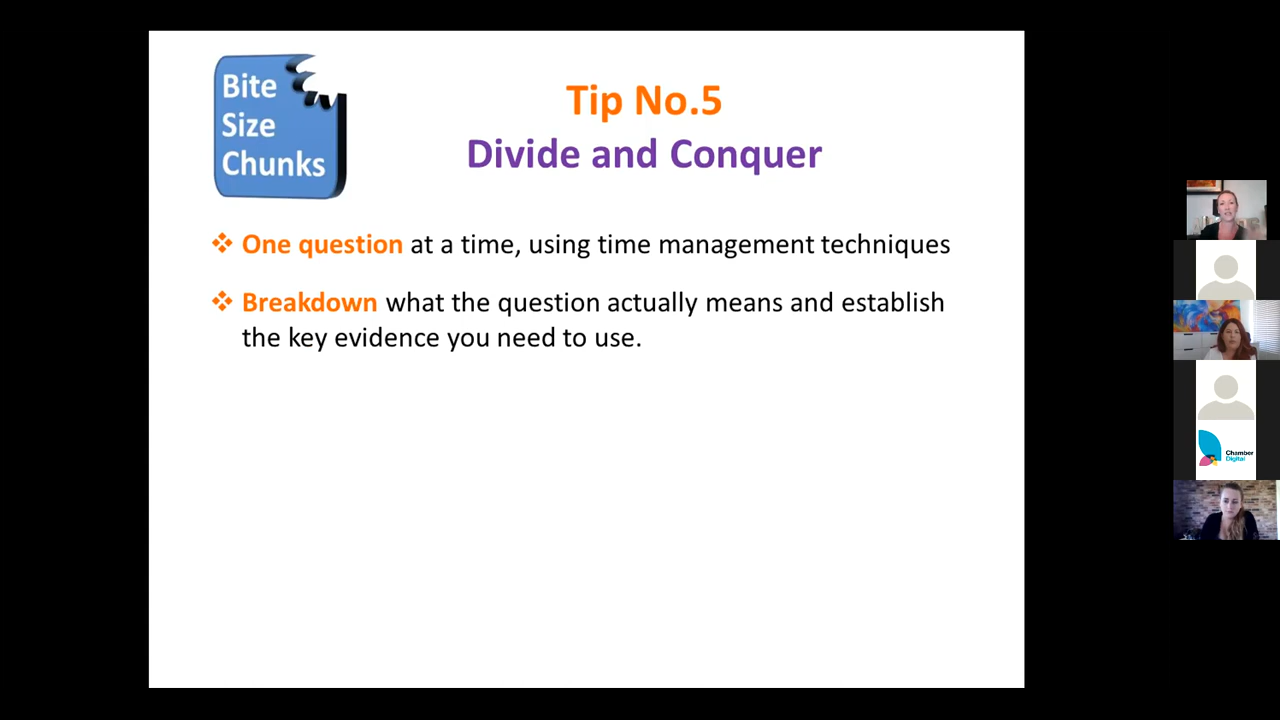 Bite
Size
Chunks
Tip No.5
Divide and Conquer
One question at a time, using time management techniques
Breakdown what the question actually means and establish
the key evidence you need to use.
Chamber
Digital